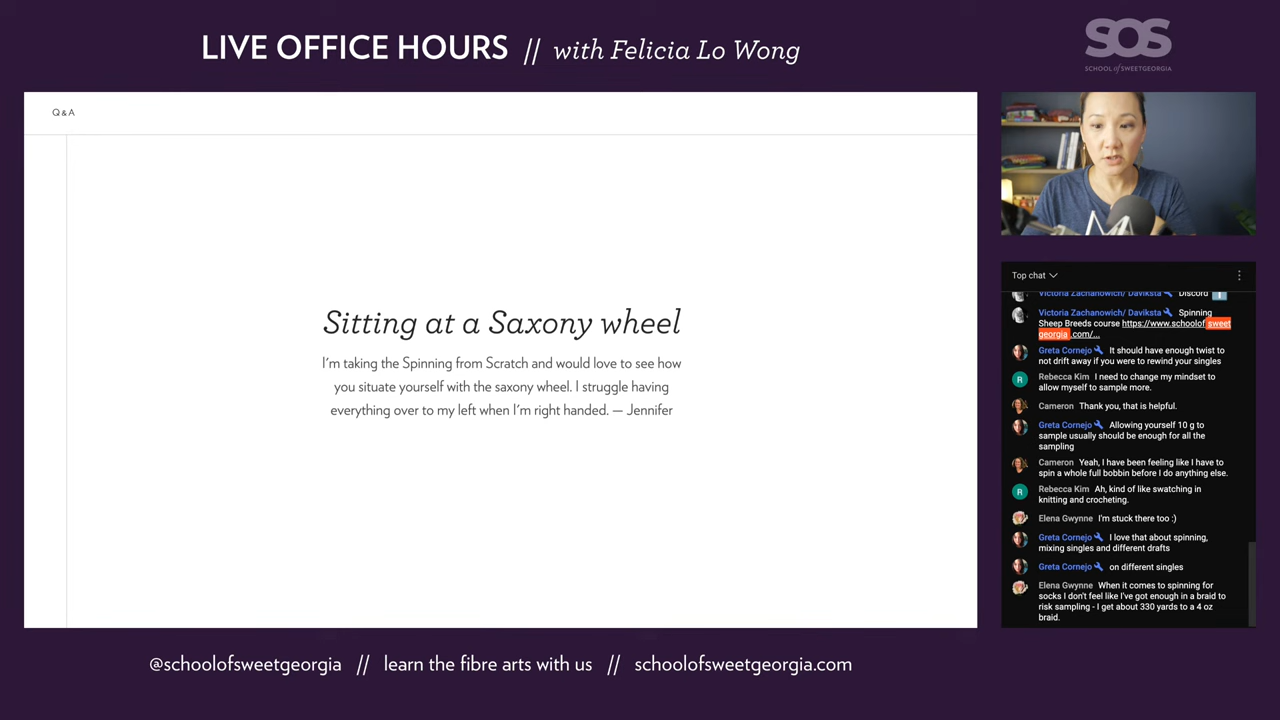 LIVE OFFICE HOURS // with Felicia Lo Wong
SOS
SCHOOL of SWEETGEORGIA
Q & A
Sitting at a Saxony wheel
I'm taking the Spinning from Scratch and would love to see how
you situate yourself with the saxony wheel. I struggle having
everything over to my left when I'm right handed. — Jennifer
Top chat
Victoria Zachanowich/ Daviksta Discord
Victoria Zachanowich/ Daviksta Spinning
Sheep Breeds course https://www.schoolofsweet
georgia.com/...
Greta Cornejo It should have enough twist to
not drift away if you were to rewind your singles
R
Rebecca Kim I need to change my mindset to
allow myself to sample more.
Cameron Thank you, that is helpful.
Greta Cornejo Allowing yourself 10 g to
sample usually should be enough for all the
sampling
Cameron Yeah, I have been feeling like I have to
spin a whole full bobbin before I do anything else.
R
Rebecca Kim Ah, kind of like swatching in
knitting and crocheting.
Elena Gwynne I'm stuck there too :)
Greta Cornejo I love that about spinning,
mixing singles and different drafts
Greta Cornejo on different singles
Elena Gwynne When it comes to spinning for
socks I don't feel like I've got enough in a braid to
risk sampling - I get about 330 yards to a 4 oz
braid.
@schoolofsweetgeorgia // learn the fibre arts with us // schoolofsweetgeorgia.com